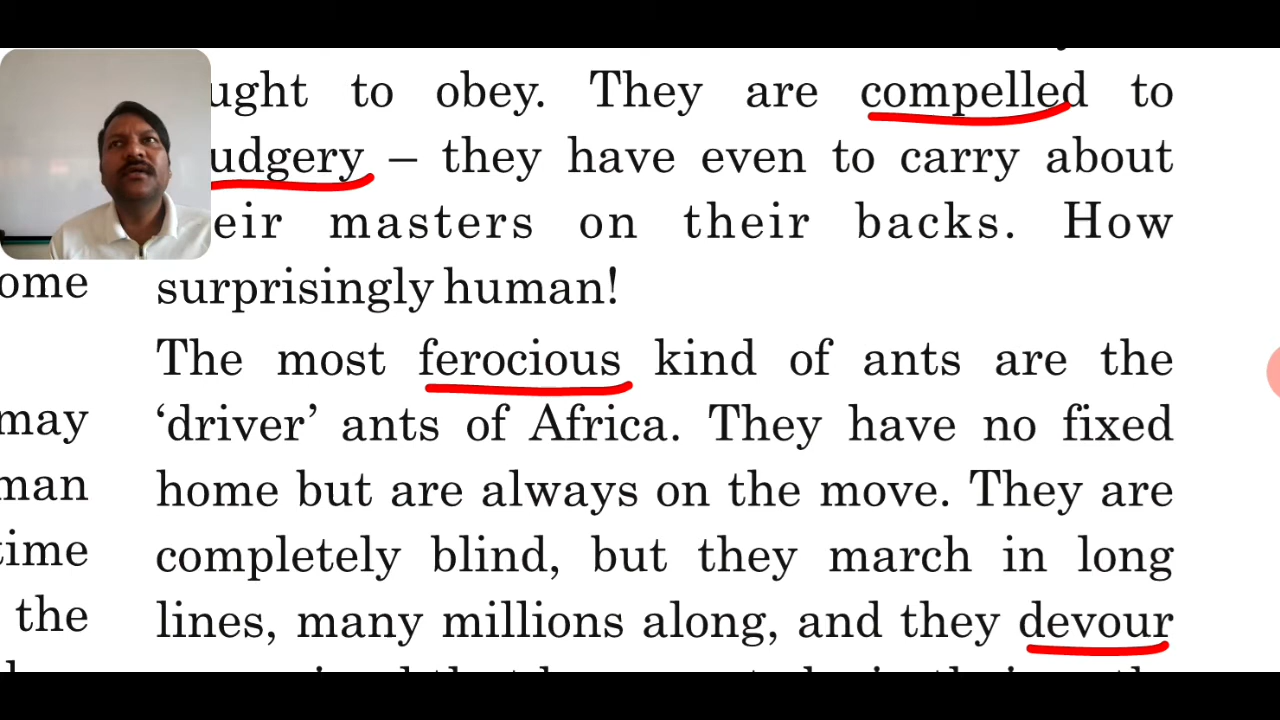 ome
may
man
time
the
ught to obey. They are compelled to
udgery – they have even to carry about
eir masters on their backs. How
surprisingly human!
The most ferocious kind of ants are the
‘driver’ ants of Africa. They have no fixed
home but are always on the move. They are
completely blind, but they march in long
lines, many millions along, and they devour